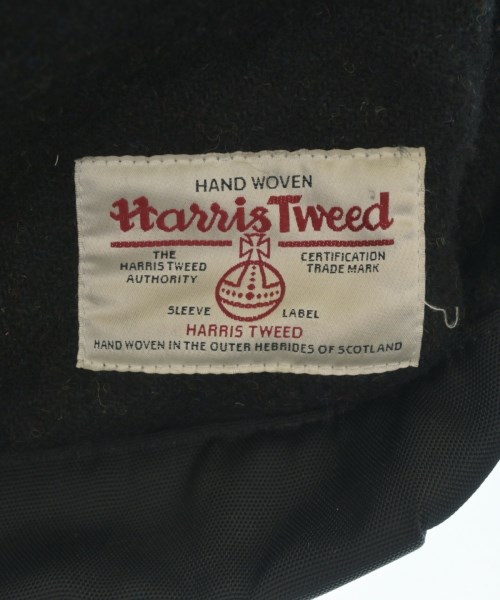 HAND WOVEN
Harris Tweed
THE
HARRIS TWEED
AUTHORITY
CERTIFICATION
TRADE MARK
SLEEVE LABEL
HARRIS TWEED
HAND WOVEN IN THE OUTER HEBRIDES OF SCOTLAND